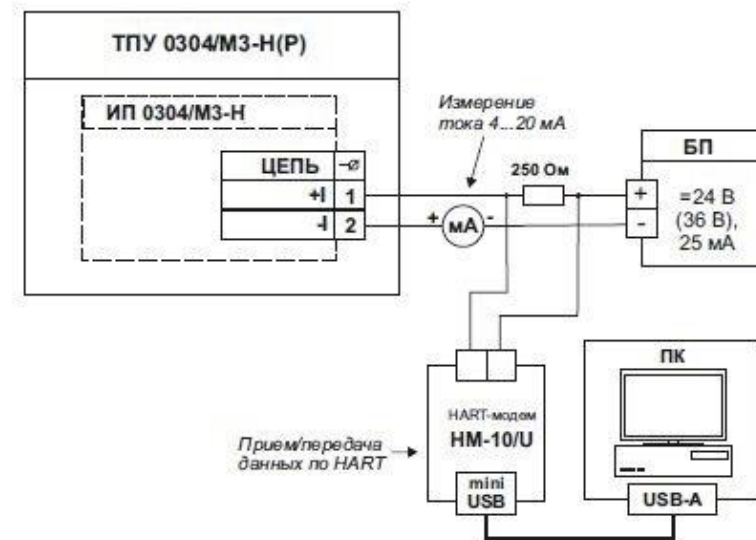 ТПУ 0304/М3-Н(Р)
ИП 0304/М3-Н
ЦЕПЬ -ø
+I 1
-I 2
Измерение
тока 4...20 мА
250 Ом
+ мА -
БП
+
-
=24 В
(36 В),
25 мА
HART-модем
HM-10/U
mini
USB
Прием/передача
данных по HART
ПК
USB-A